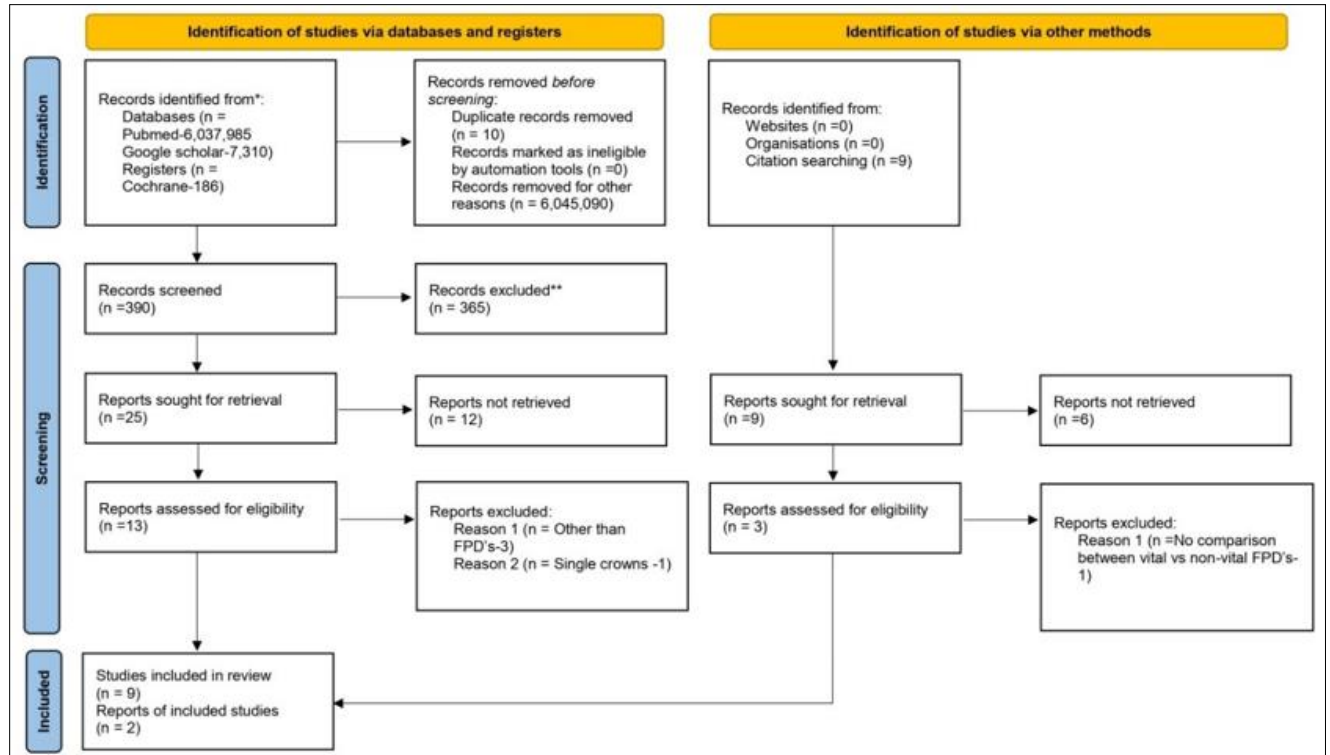 Identification of studies via databases and registers
Identification of studies via other methods
Identification
Records identified from*:
Databases (n =
Pubmed-6,037,985
Google scholar-7,310)
Registers (n =
Cochrane-186)
Records removed before
screening:
Duplicate records removed
(n = 10)
Records marked as ineligible
by automation tools (n =0)
Records removed for other
reasons (n = 6,045,090)
Records identified from:
Websites (n =0)
Organisations (n =0)
Citation searching (n =9)
Screening
Records screened
(n =390)
Records excluded**
(n = 365)
Reports sought for retrieval
(n =25)
Reports not retrieved
(n = 12)
Reports sought for retrieval
(n =9)
Reports not retrieved
(n =6)
Reports assessed for eligibility
(n =13)
Reports excluded:
Reason 1 (n = Other than
FPD's-3)
Reason 2 (n = Single crowns -1)
Reports assessed for eligibility
(n = 3)
Reports excluded:
Reason 1 (n =No comparison
between vital vs non-vital FPD's-
1)
Included
Studies included in review
(n = 9)
Reports of included studies
(n = 2)